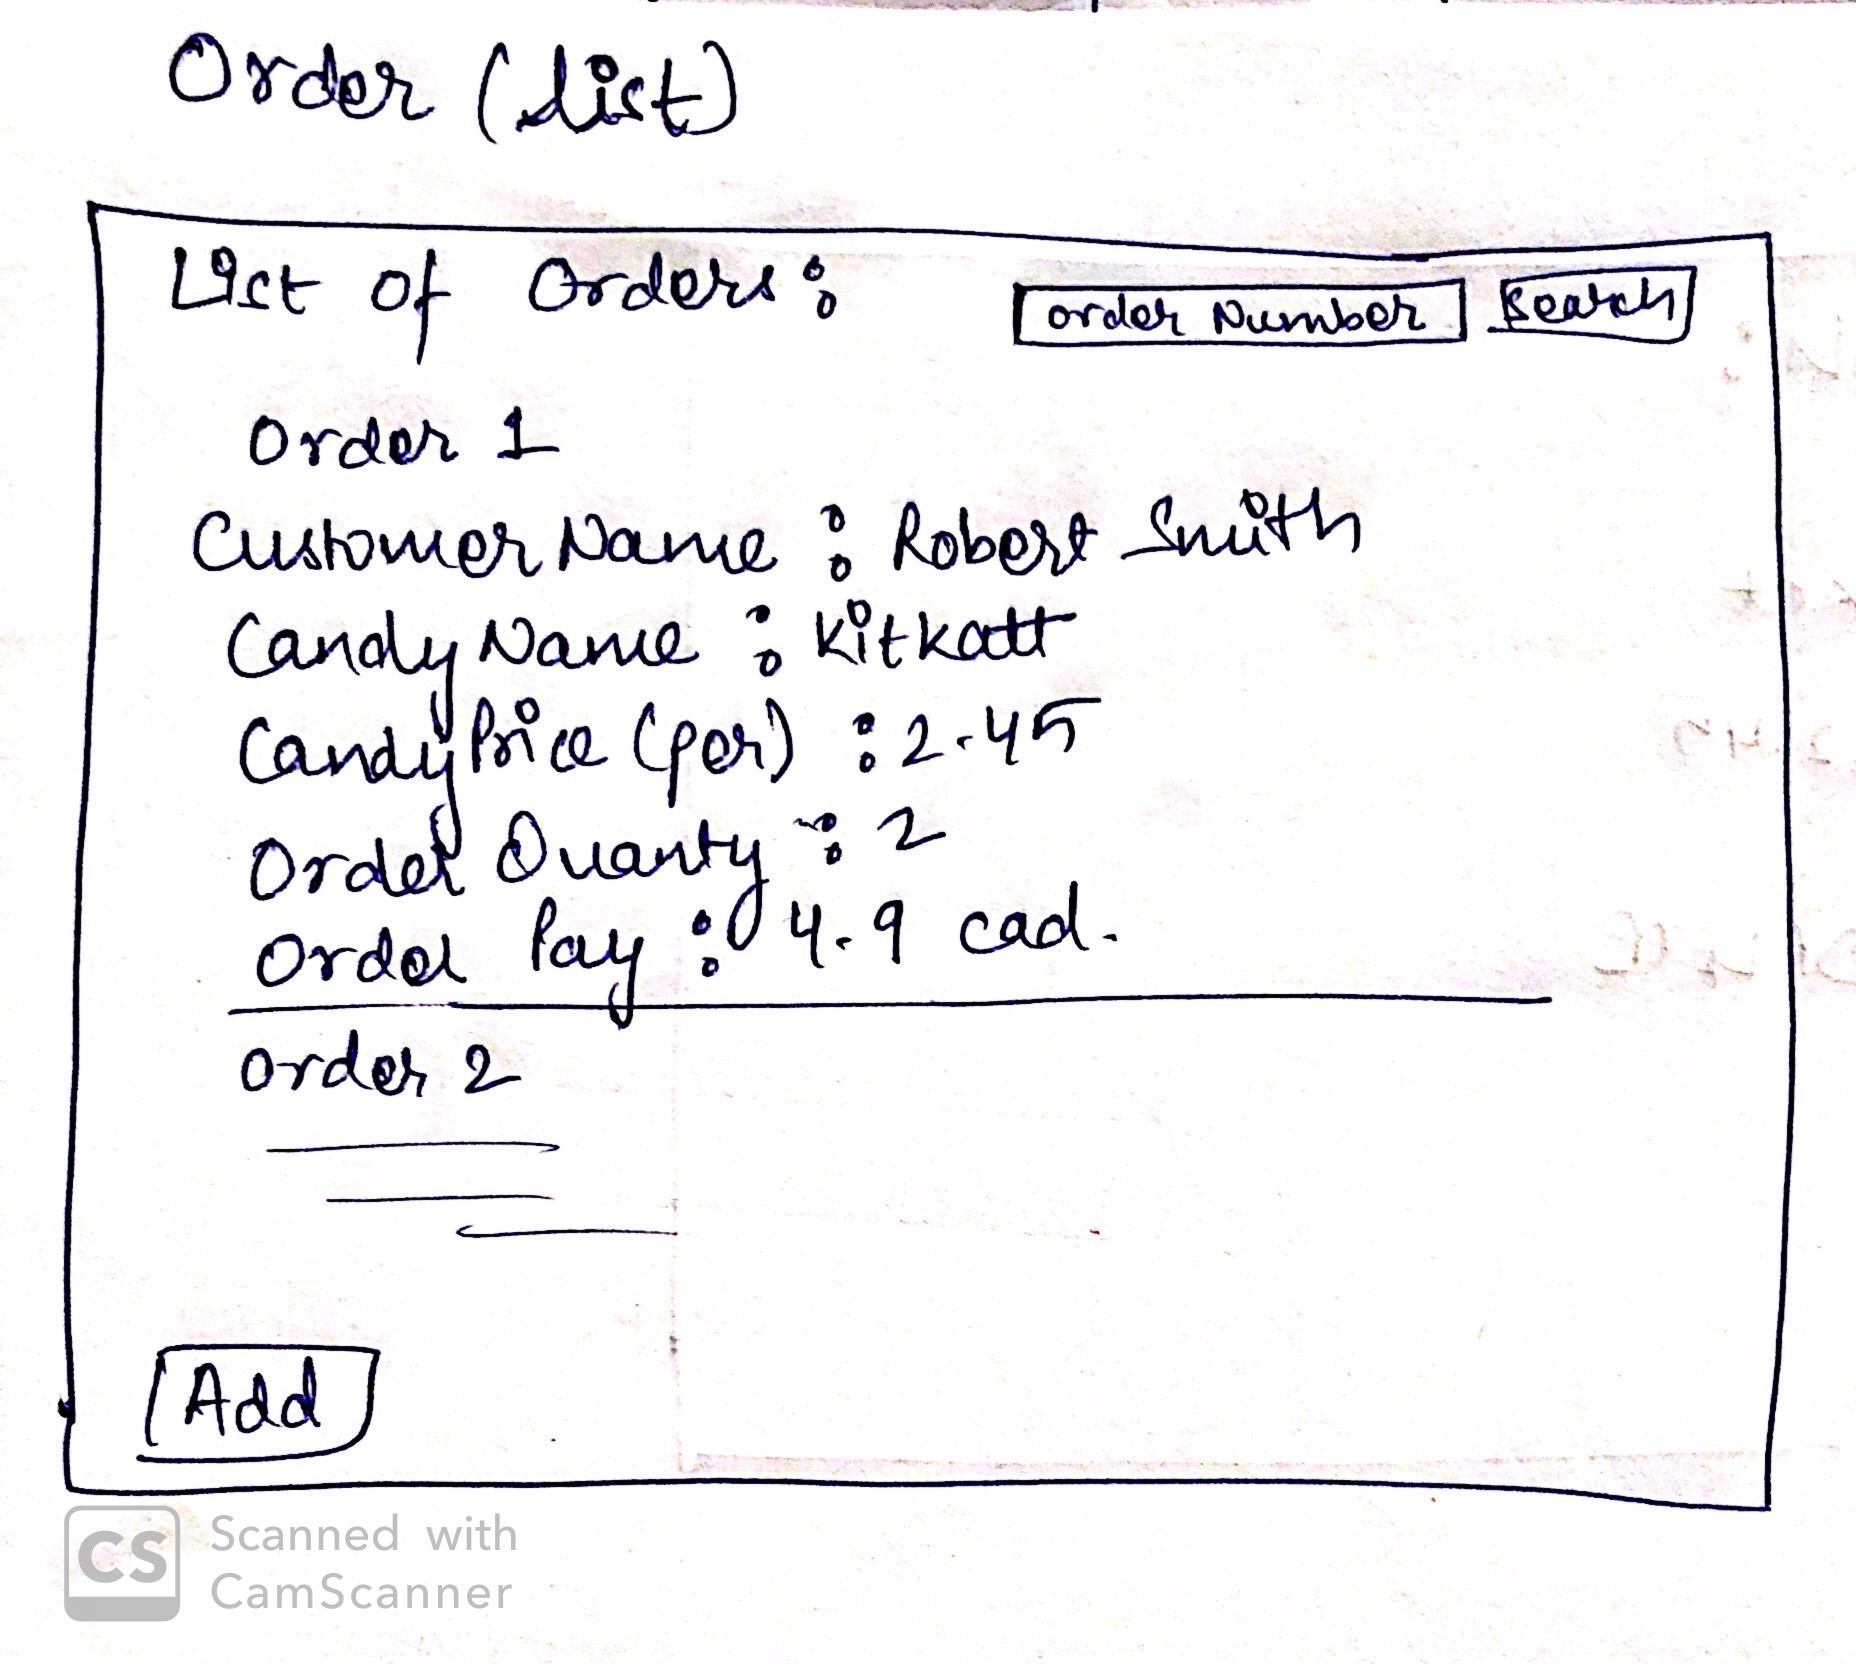 Order (list)
List of Orders:
order Number
Search
Order 1
Customer Name : Robert Smith
Candy Name : Kitkatt
Candy Price (per) : 2.45
Order Quanty : 2
Order Pay : 4.9 cad.
order 2
Add
CS
Scanned with
CamScanner